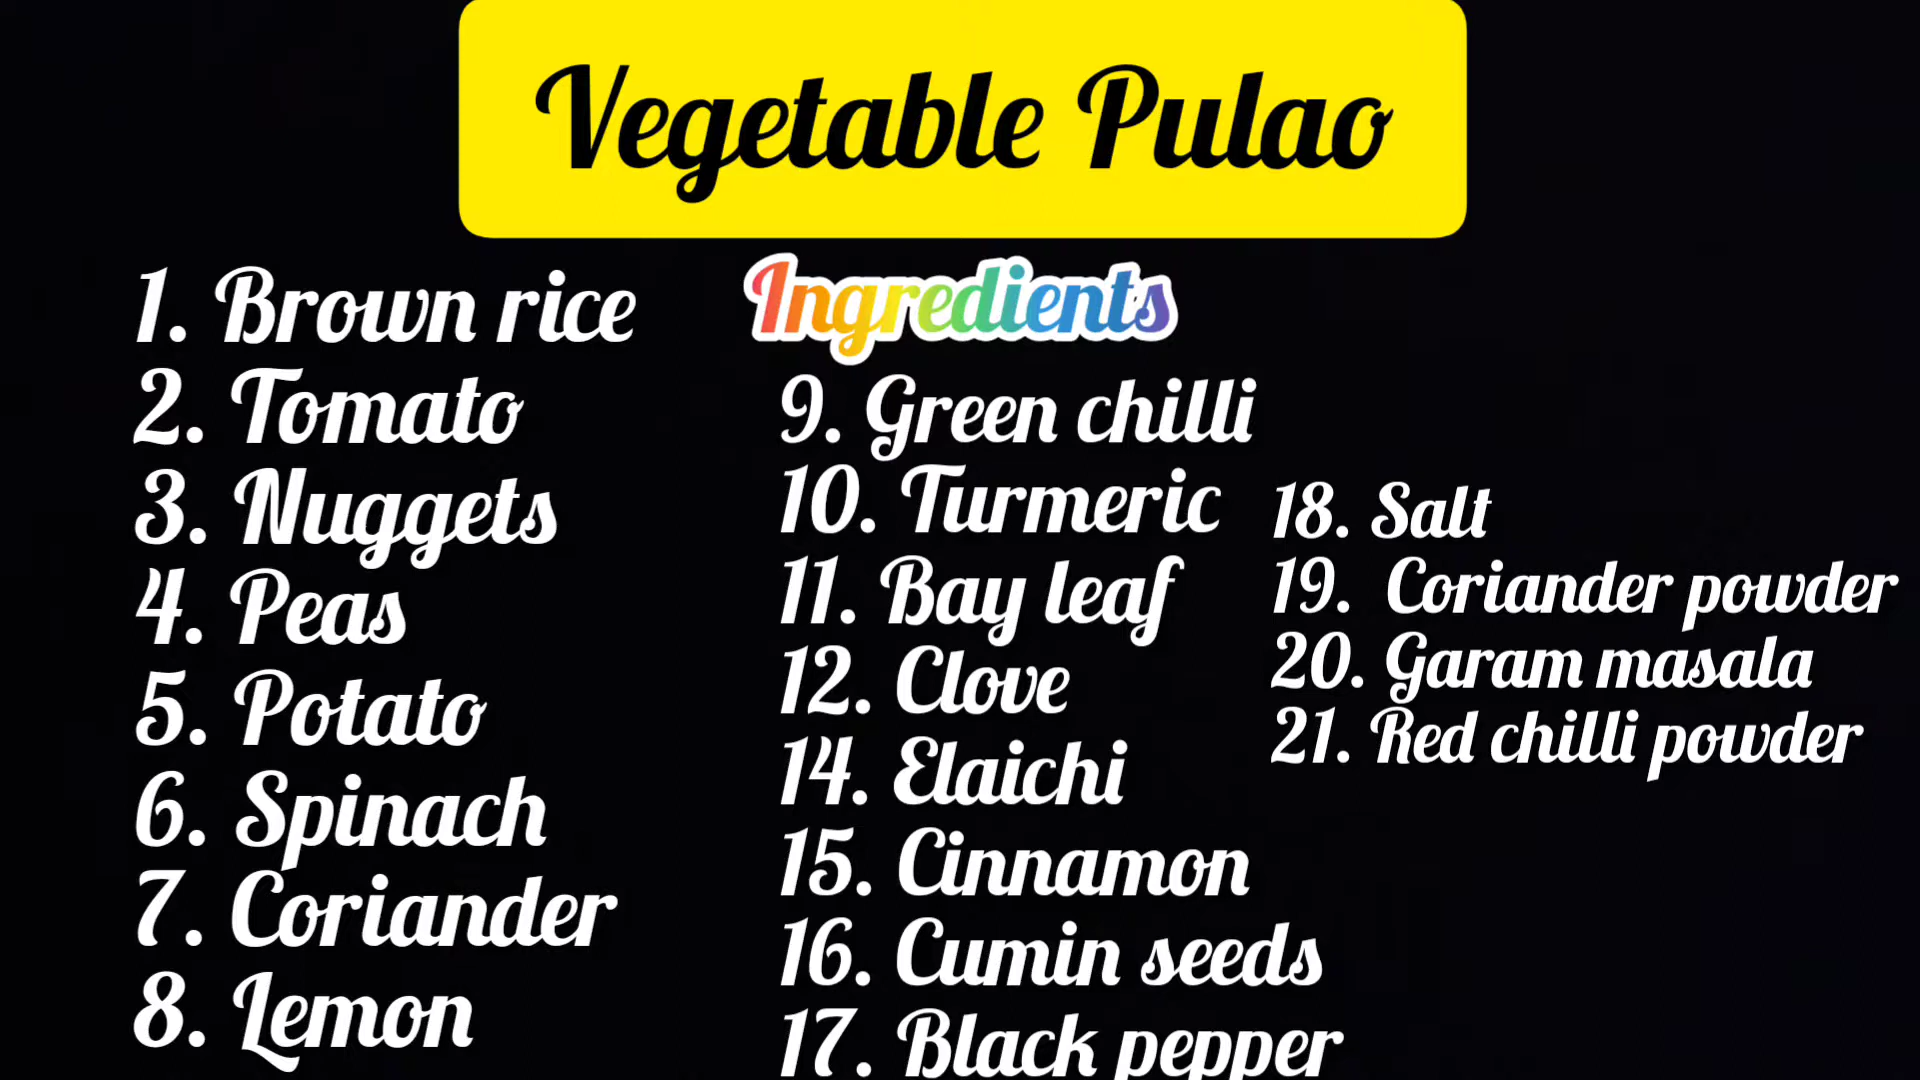 Vegetable Pulao
Ingredients
1. Brown rice
2. Tomato
3. Nuggets
4. Peas
5. Potato
6. Spinach
7. Coriander
8. Lemon
9. Green chilli
10. Turmeric
11. Bay leaf
12. Clove
14. Elaichi
15. Cinnamon
16. Cumin seeds
17. Black pepper
18. Salt
19. Coriander powder
20. Garam masala
21. Red chilli powder